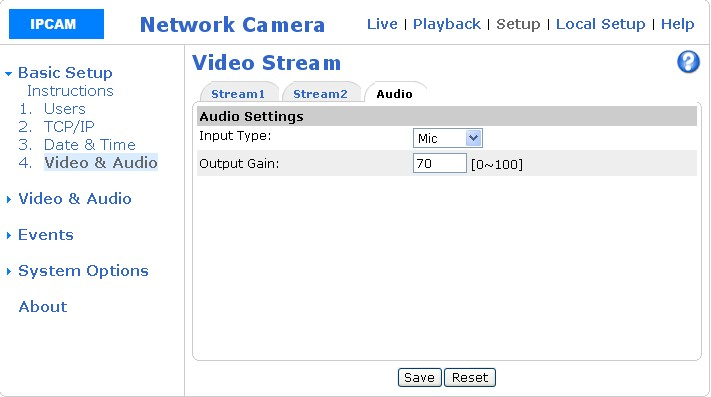 IPCAM
Network Camera
Live | Playback | Setup | Local Setup | Help
Basic Setup
Instructions
1. Users
2. TCP/IP
3. Date & Time
4. Video & Audio
Video & Audio
Events
System Options
About
Video Stream
?
Stream1 Stream2 Audio
Audio Settings
Input Type: Mic
Output Gain: 70 [0~100]
Save Reset